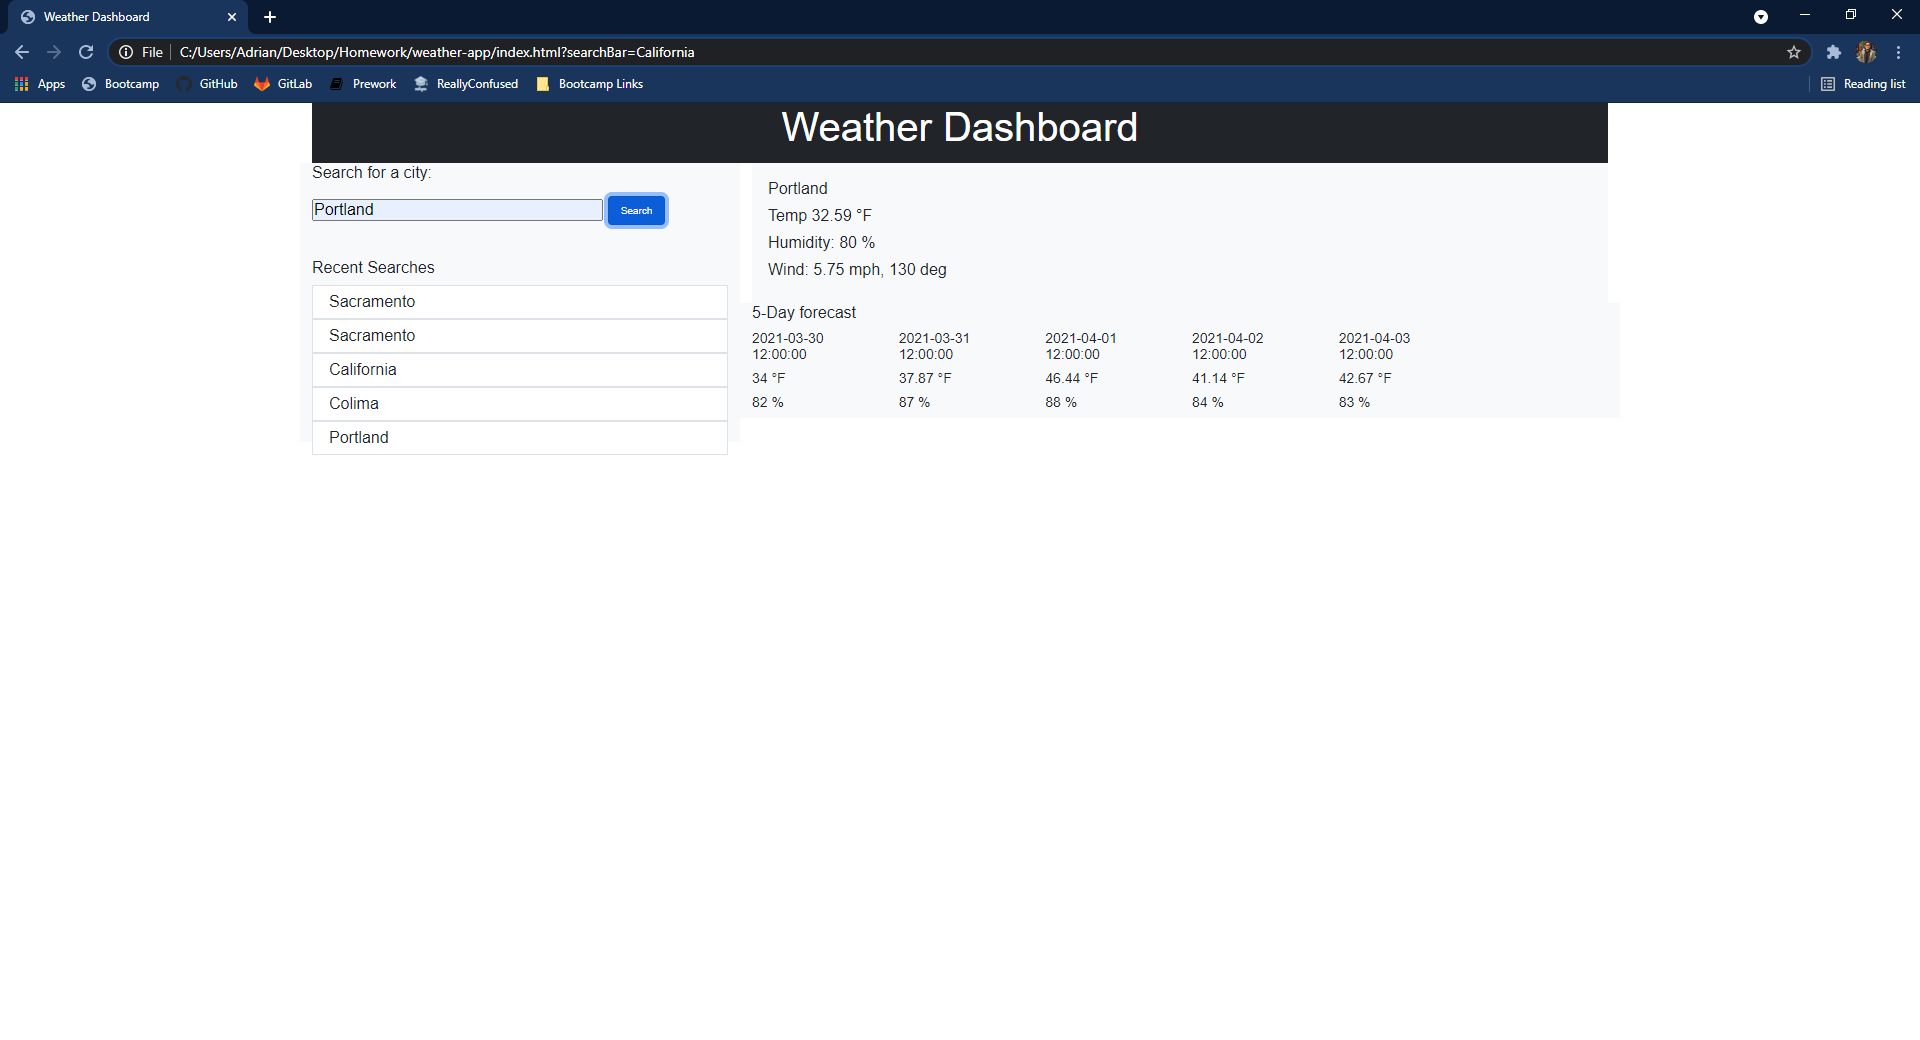 Weather Dashboard
File C:/Users/Adrian/Desktop/Homework/weather-app/index.html?searchBar=California
Apps Bootcamp GitHub GitLab Prework ReallyConfused Bootcamp Links Reading list
Weather Dashboard
Search for a city:
Portland Search
Recent Searches
Sacramento
Sacramento
California
Colima
Portland
Portland
Temp 32.59 °F
Humidity: 80 %
Wind: 5.75 mph, 130 deg
5-Day forecast
2021-03-30 2021-03-31 2021-04-01 2021-04-02 2021-04-03
12:00:00 12:00:00 12:00:00 12:00:00 12:00:00
34 °F 37.87 °F 46.44 °F 41.14 °F 42.67 °F
82 % 87 % 88 % 84 % 83 %